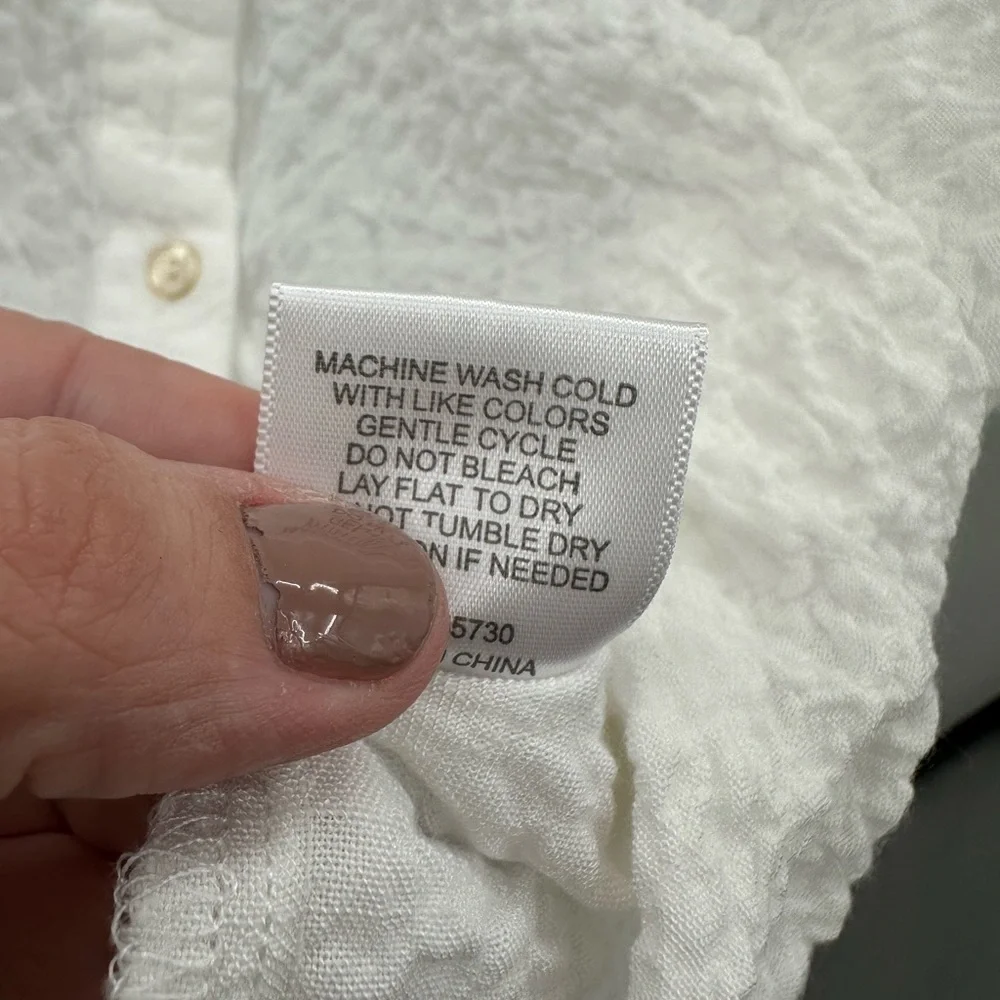 MACHINE WASH COLD
WITH LIKE COLORS
GENTLE CYCLE
DO NOT BLEACH
LAY FLAT TO DRY
NOT TUMBLE DRY
IF NEEDED
5730
CHINA